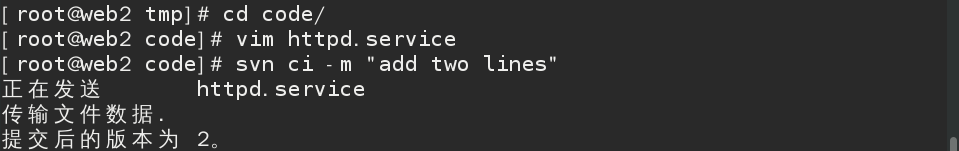 [root@web2 tmp]# cd code/
[root@web2 code]# vim httpd.service
[root@web2 code]# svn ci -m "add two lines"
正在发送       httpd.service
传输文件数据.
提交后的版本为 2。